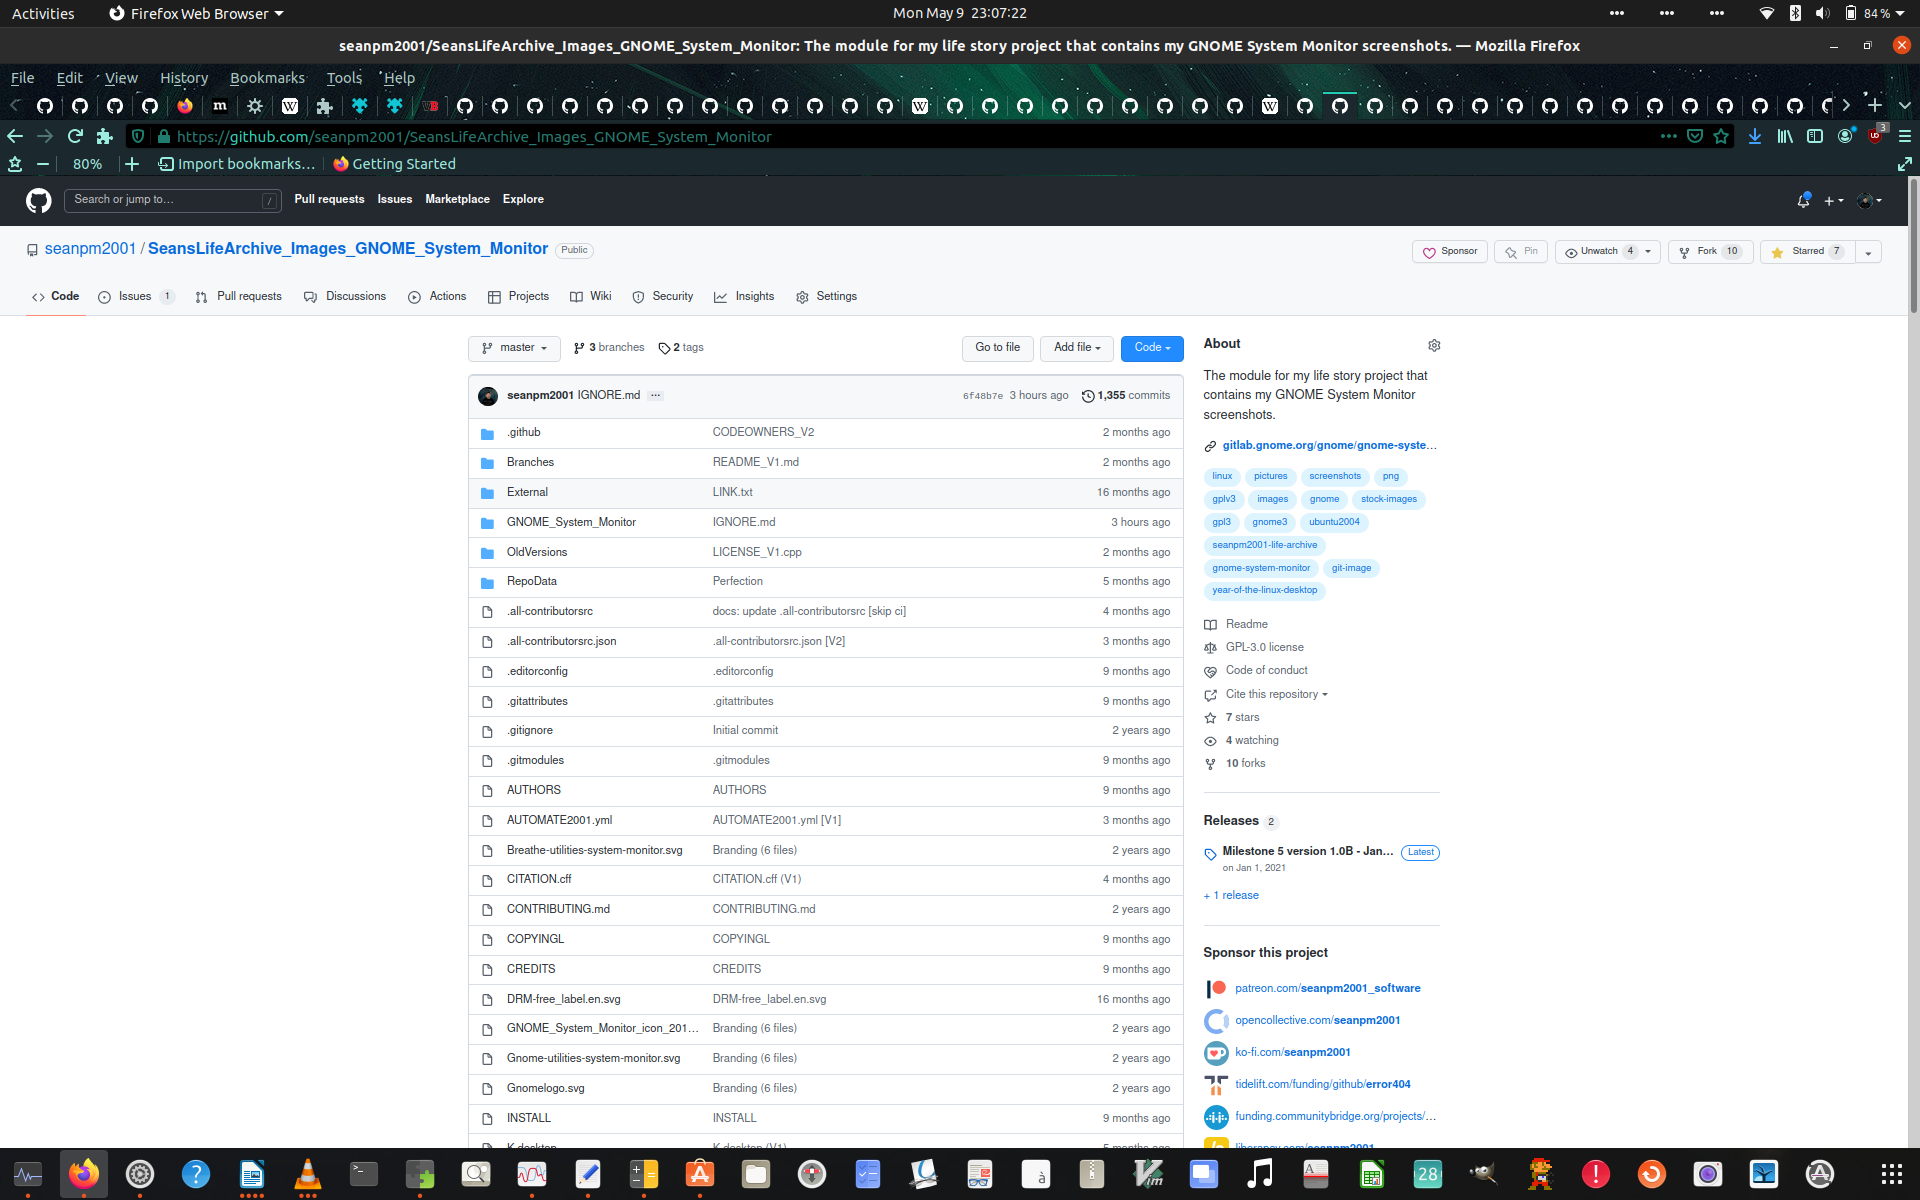 Activities
Firefox Web Browser
Mon May 9 23:07:22
84 %
seanpm2001/SeansLifeArchive_Images_GNOME_System_Monitor: The module for my life story project that contains my GNOME System Monitor screenshots. — Mozilla Firefox
File Edit View History Bookmarks Tools Help
https://github.com/seanpm2001/SeansLifeArchive_Images_GNOME_System_Monitor
3
80%
Import bookmarks...
Getting Started
Search or jump to...
/
Pull requests Issues Marketplace Explore
seanpm2001 / SeansLifeArchive_Images_GNOME_System_Monitor Public
Sponsor
Pin
Unwatch 4
Fork 10
Starred 7
Code
Issues 1
Pull requests
Discussions
Actions
Projects
Wiki
Security
Insights
Settings
master
3 branches
2 tags
Go to file
Add file
Code
seanpm2001 IGNORE.md ...
6f48b7e 3 hours ago
1,355 commits
.github CODEOWNERS_V2 2 months ago
Branches README_V1.md 2 months ago
External LINK.txt 16 months ago
GNOME_System_Monitor IGNORE.md 3 hours ago
OldVersions LICENSE_V1.cpp 2 months ago
RepoData Perfection 5 months ago
.all-contributorsrc docs: update .all-contributorsrc [skip ci] 4 months ago
.all-contributorsrc.json .all-contributorsrc.json [V2] 3 months ago
.editorconfig .editorconfig 9 months ago
.gitattributes .gitattributes 9 months ago
.gitignore Initial commit 2 years ago
.gitmodules .gitmodules 9 months ago
AUTHORS AUTHORS 9 months ago
AUTOMATE2001.yml AUTOMATE2001.yml [V1] 3 months ago
Breathe-utilities-system-monitor.svg Branding (6 files) 2 years ago
CITATION.cff CITATION.cff (V1) 4 months ago
CONTRIBUTING.md CONTRIBUTING.md 2 years ago
COPYINGL COPYINGL 9 months ago
CREDITS CREDITS 9 months ago
DRM-free_label.en.svg DRM-free_label.en.svg 16 months ago
GNOME_System_Monitor_icon_201... Branding (6 files) 2 years ago
Gnome-utilities-system-monitor.svg Branding (6 files) 2 years ago
Gnomelogo.svg Branding (6 files) 2 years ago
INSTALL INSTALL 9 months ago
About
The module for my life story project that
contains my GNOME System Monitor
screenshots.
gitlab.gnome.org/gnome/gnome-syste...
linux pictures screenshots png
gplv3 images gnome stock-images
gpl3 gnome3 ubuntu2004
seanpm2001-life-archive
gnome-system-monitor git-image
year-of-the-linux-desktop
Readme
GPL-3.0 license
Code of conduct
Cite this repository
7 stars
4 watching
10 forks
Releases 2
Milestone 5 version 1.0B - Jan... Latest
on Jan 1, 2021
+ 1 release
Sponsor this project
patreon.com/seanpm2001_software
opencollective.com/seanpm2001
ko-fi.com/seanpm2001
tidelift.com/funding/github/error404
funding.communitybridge.org/projects/...
28